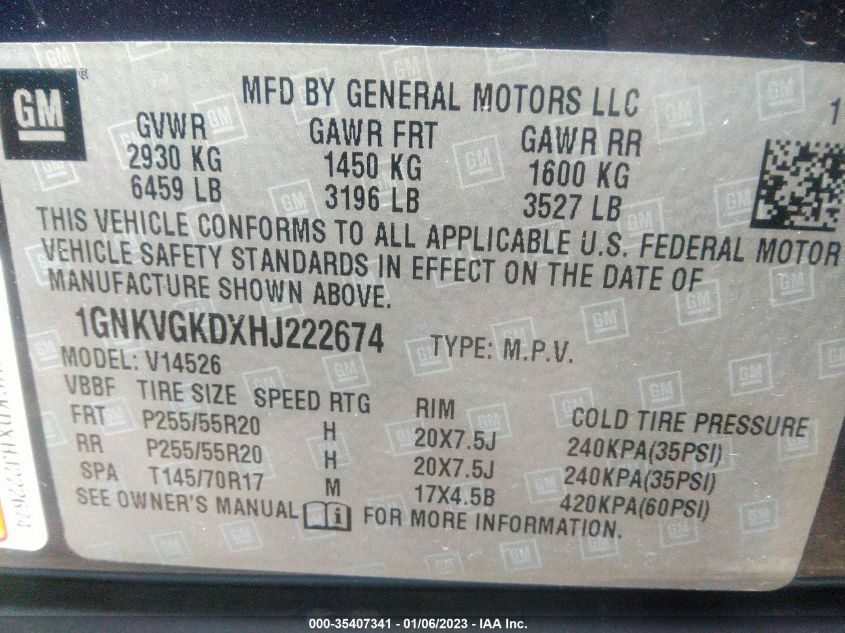 GM ®
MFD BY GENERAL MOTORS LLC
1
GVWR GAWR FRT GAWR RR
2930 KG 1450 KG 1600 KG
6459 LB 3196 LB 3527 LB
THIS VEHICLE CONFORMS TO ALL APPLICABLE U.S. FEDERAL MOTOR
VEHICLE SAFETY STANDARDS IN EFFECT ON THE DATE OF
MANUFACTURE SHOWN ABOVE.
1GNKVGKDXHJ222674 TYPE: M.P.V.
MODEL: V14526
VBBF TIRE SIZE SPEED RTG RIM COLD TIRE PRESSURE
FRT P255/55R20 H 20X7.5J 240KPA(35PSI)
RR P255/55R20 H 20X7.5J 240KPA(35PSI)
SPA T145/70R17 M 17X4.5B 420KPA(60PSI)
SEE OWNER'S MANUAL i FOR MORE INFORMATION.
000-35407341 - 01/06/2023 - IAA Inc.